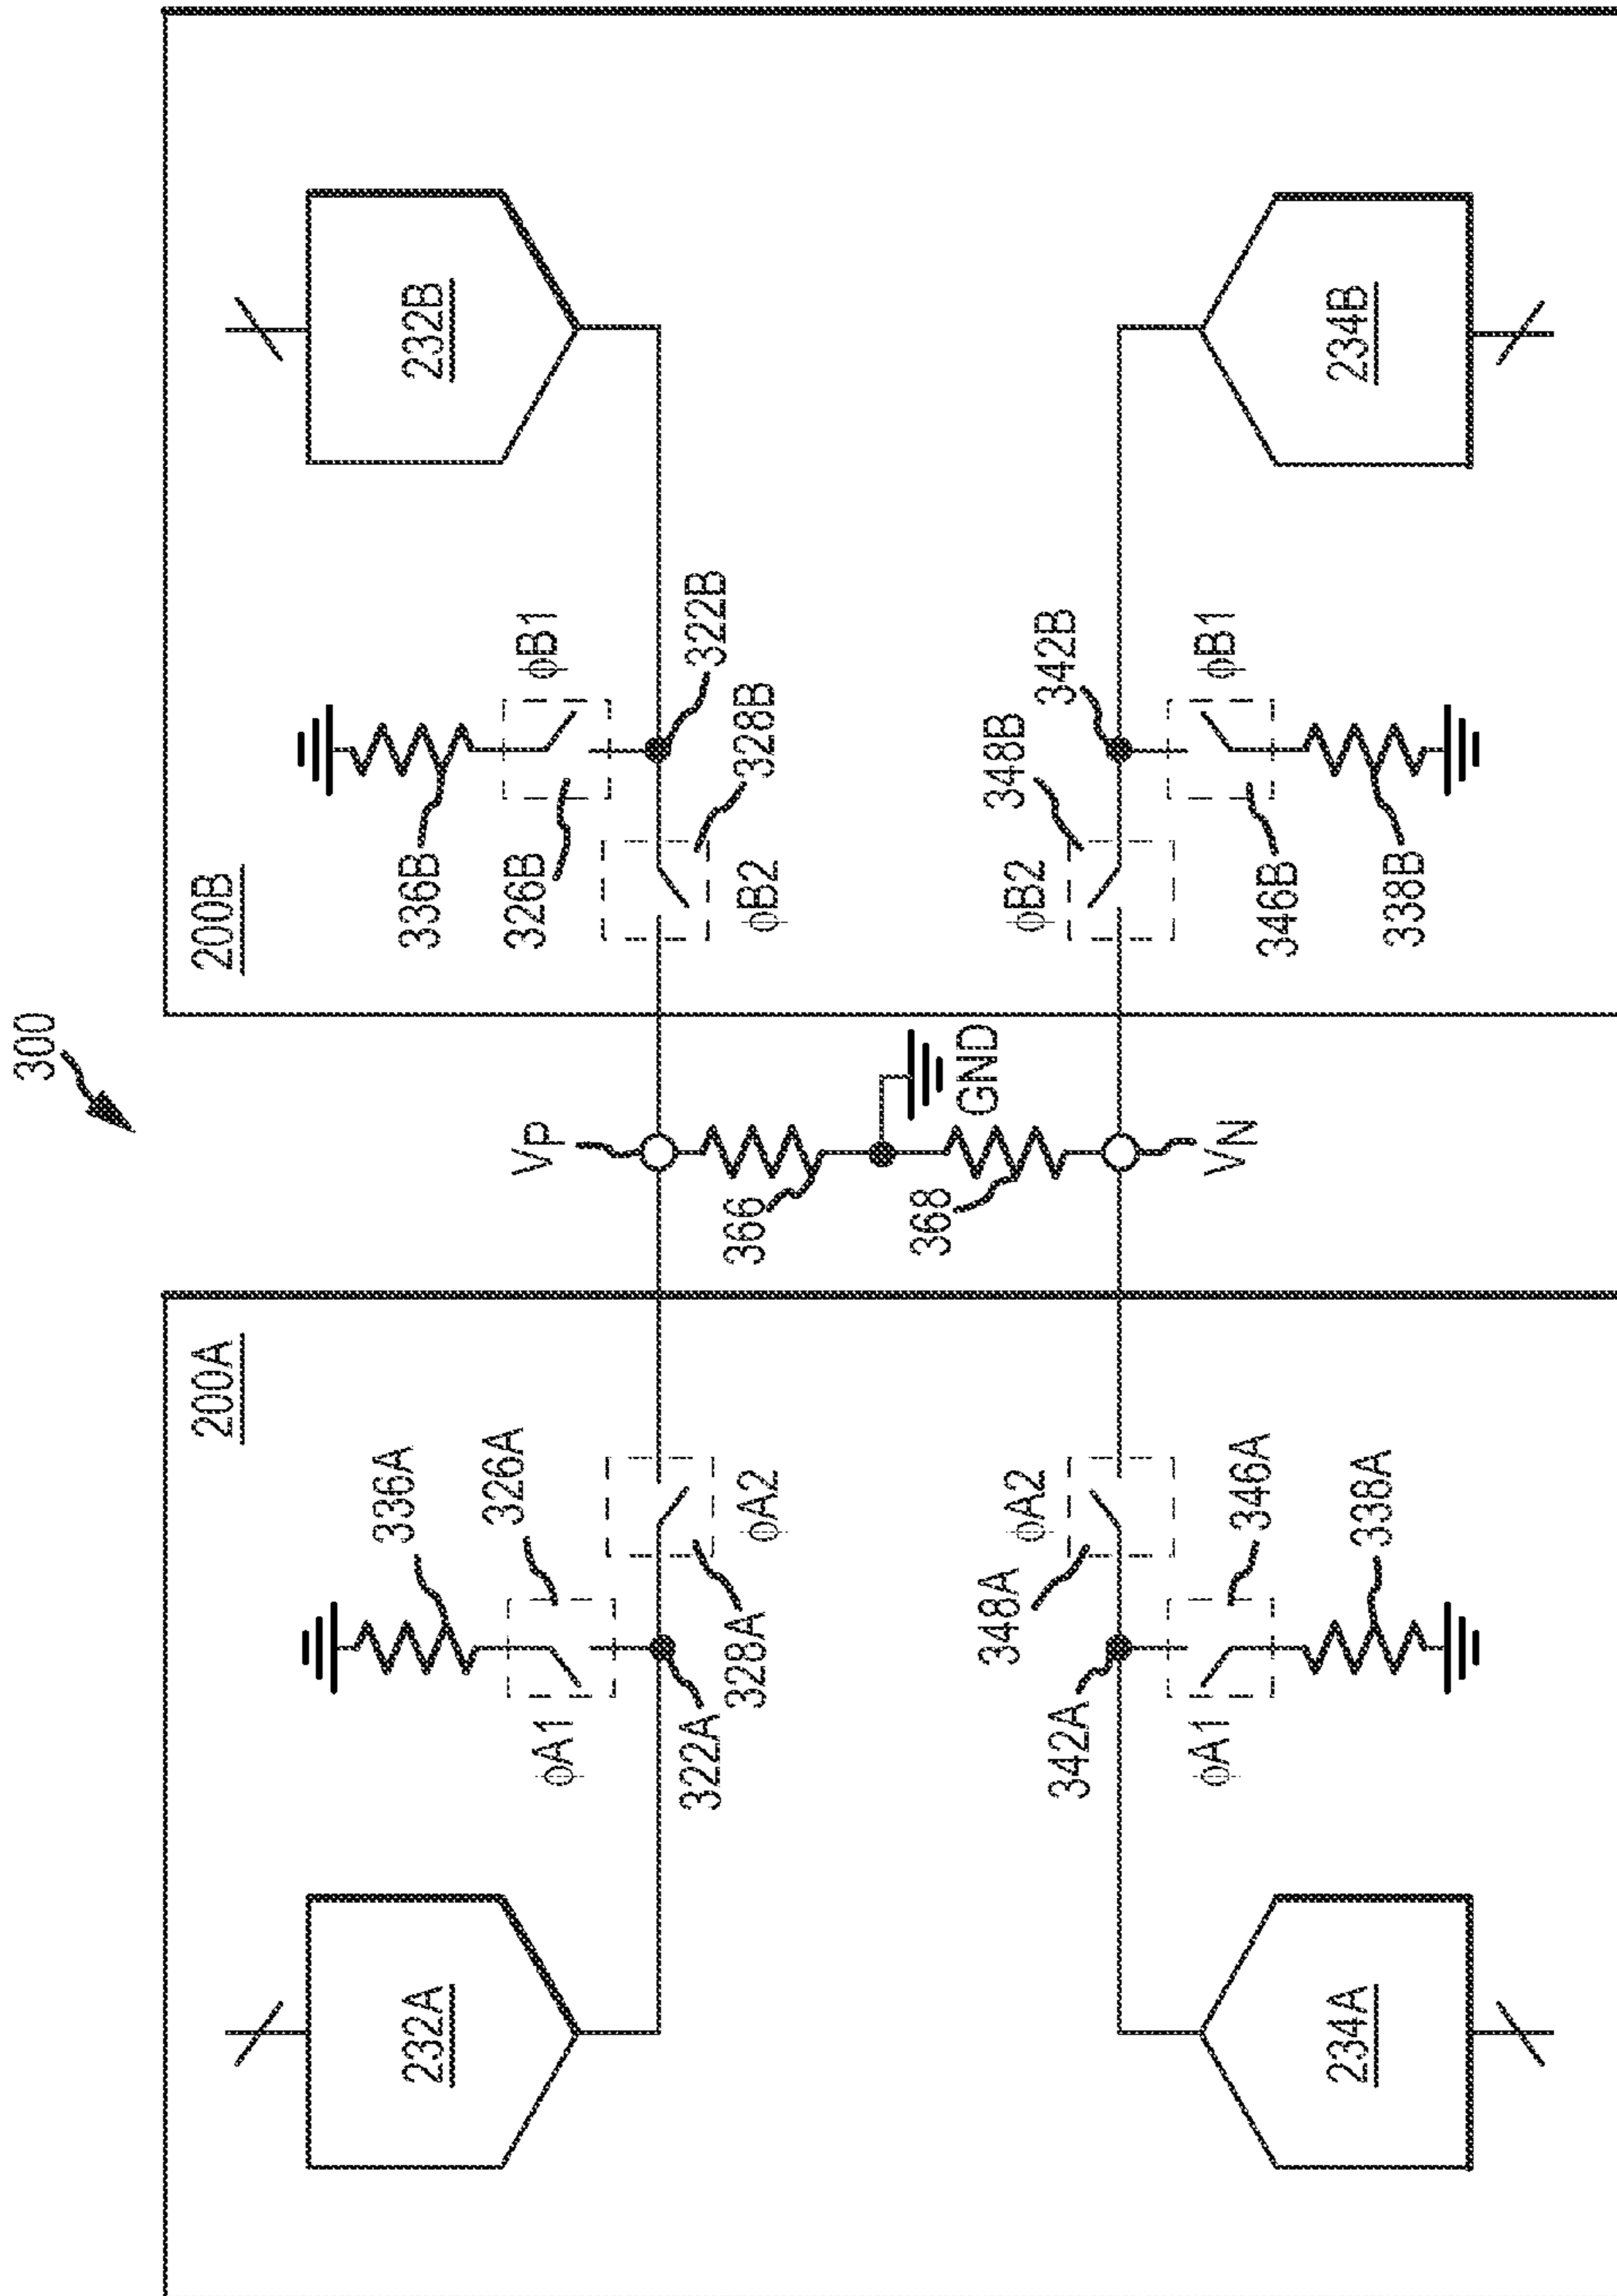 300
200A
200B
232A
336A
326A
ϕA1
322A
328A
ϕA2
VP
366
368
GND
VN
336B
326B
ϕB1
ϕB2
328B
322B
232B
348A
ϕA2
342A
ϕA1
346A
338A
234A
ϕB2
348B
342B
ϕB1
346B
338B
234B